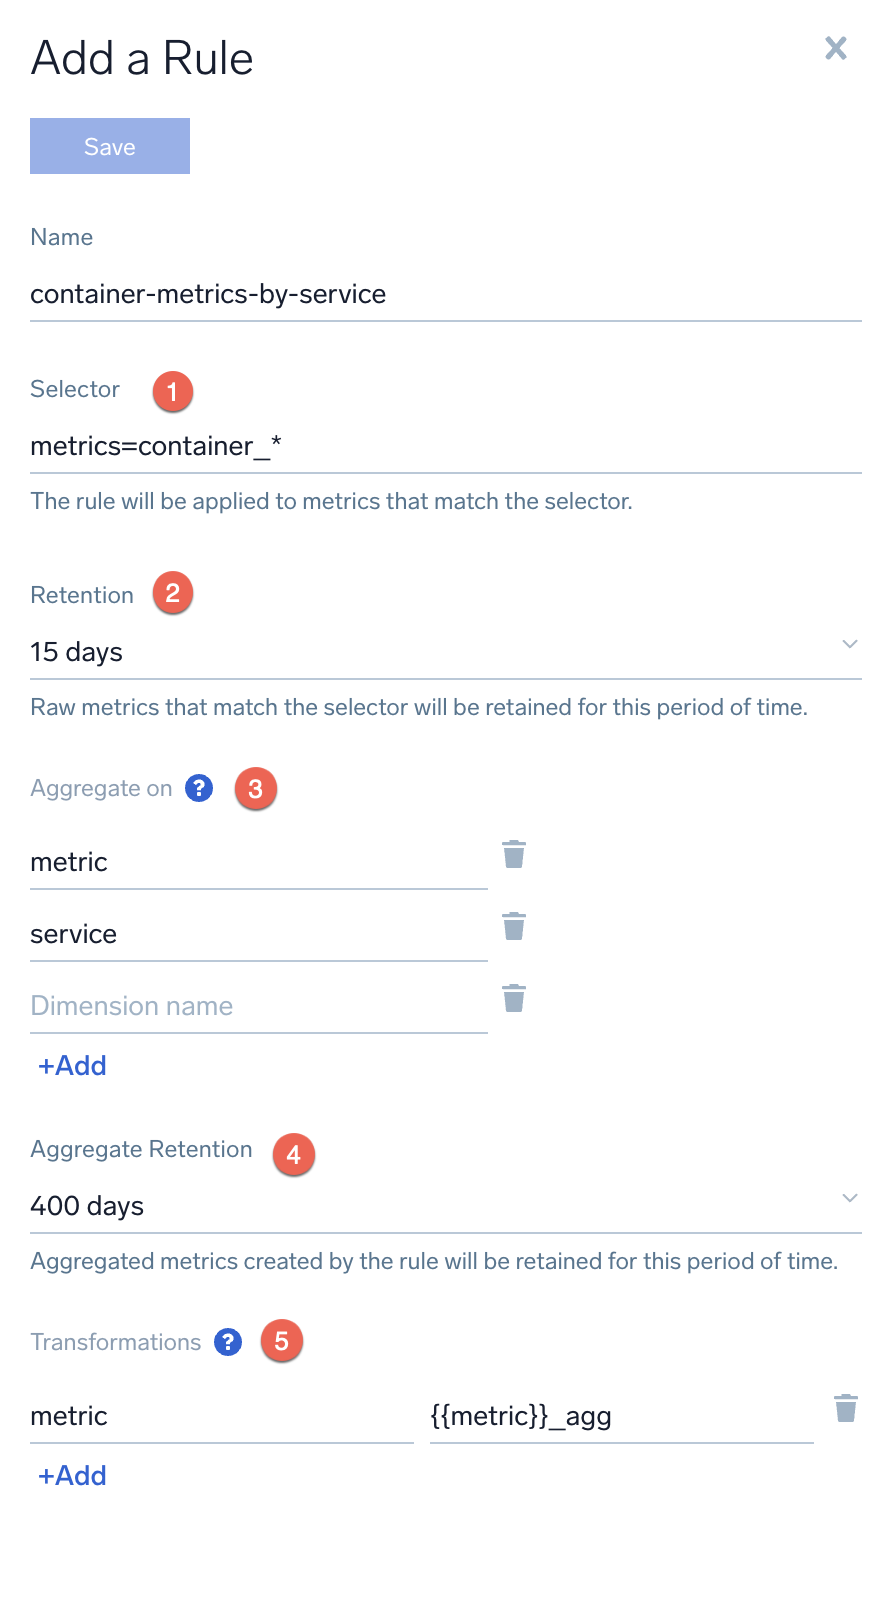 Add a Rule
Save
Name
container-metrics-by-service
Selector 1
metrics=container_*
The rule will be applied to metrics that match the selector.
Retention 2
15 days
Raw metrics that match the selector will be retained for this period of time.
Aggregate on ? 3
metric
service
Dimension name
+Add
Aggregate Retention 4
400 days
Aggregated metrics created by the rule will be retained for this period of time.
Transformations ? 5
metric {{metric}}_agg
+Add